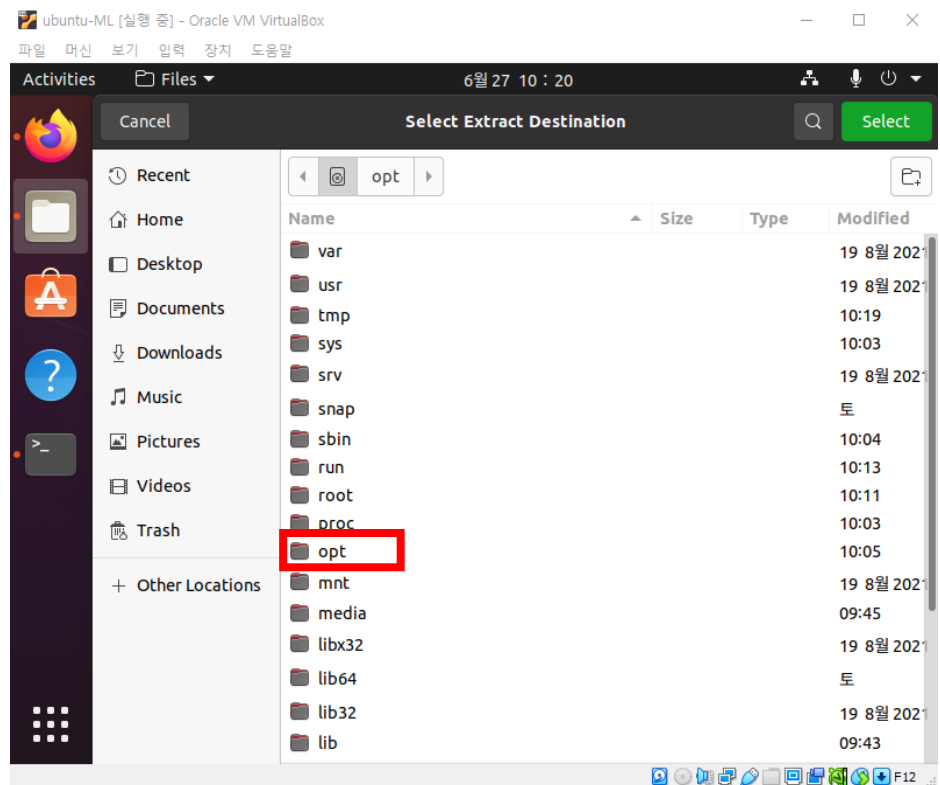 ubuntu-ML [실행 중] - Oracle VM VirtualBox
파일 머신 보기 입력 장치 도움말
Activities Files 6월 27 10 : 20
Cancel Select Extract Destination Select
Recent
Home
Desktop
Documents
Downloads
Music
Pictures
Videos
Trash
+ Other Locations
opt
Name Size Type Modified
var 19 8월 2021
usr 19 8월 2021
tmp 10:19
sys 10:03
srv 19 8월 2021
snap 토
sbin 10:04
run 10:13
root 10:11
proc 10:03
opt 10:05
mnt 19 8월 2021
media 09:45
libx32 19 8월 2021
lib64 토
lib32 19 8월 2021
lib 09:43
F12